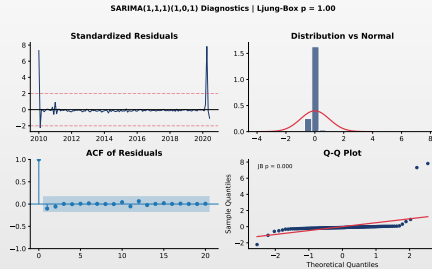 SARIMA(1,1,1)(1,0,1) Diagnostics | Ljung-Box p = 1.00
Standardized Residuals
8
6
4
2
0
−2
2010 2012 2014 2016 2018 2020
Distribution vs Normal
1.5
1.0
0.5
0.0
−4 −2 0 2 4 6 8
ACF of Residuals
1.0
0.5
0.0
−0.5
−1.0
0 5 10 15 20
Q-Q Plot
JB p = 0.000
Sample Quantiles
8
6
4
2
0
−2
−2 0 2
Theoretical Quantiles